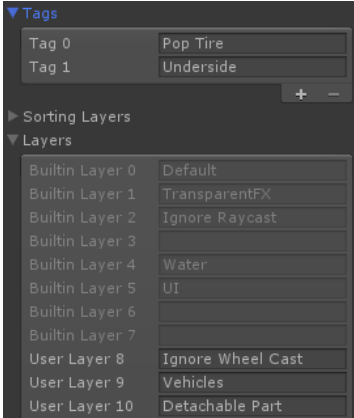 Tags
Tag 0 Pop Tire
Tag 1 Underside
+ −
Sorting Layers
Layers
Builtin Layer 0 Default
Builtin Layer 1 TransparentFX
Builtin Layer 2 Ignore Raycast
Builtin Layer 3
Builtin Layer 4 Water
Builtin Layer 5 UI
Builtin Layer 6
Builtin Layer 7
User Layer 8 Ignore Wheel Cast
User Layer 9 Vehicles
User Layer 10 Detachable Part